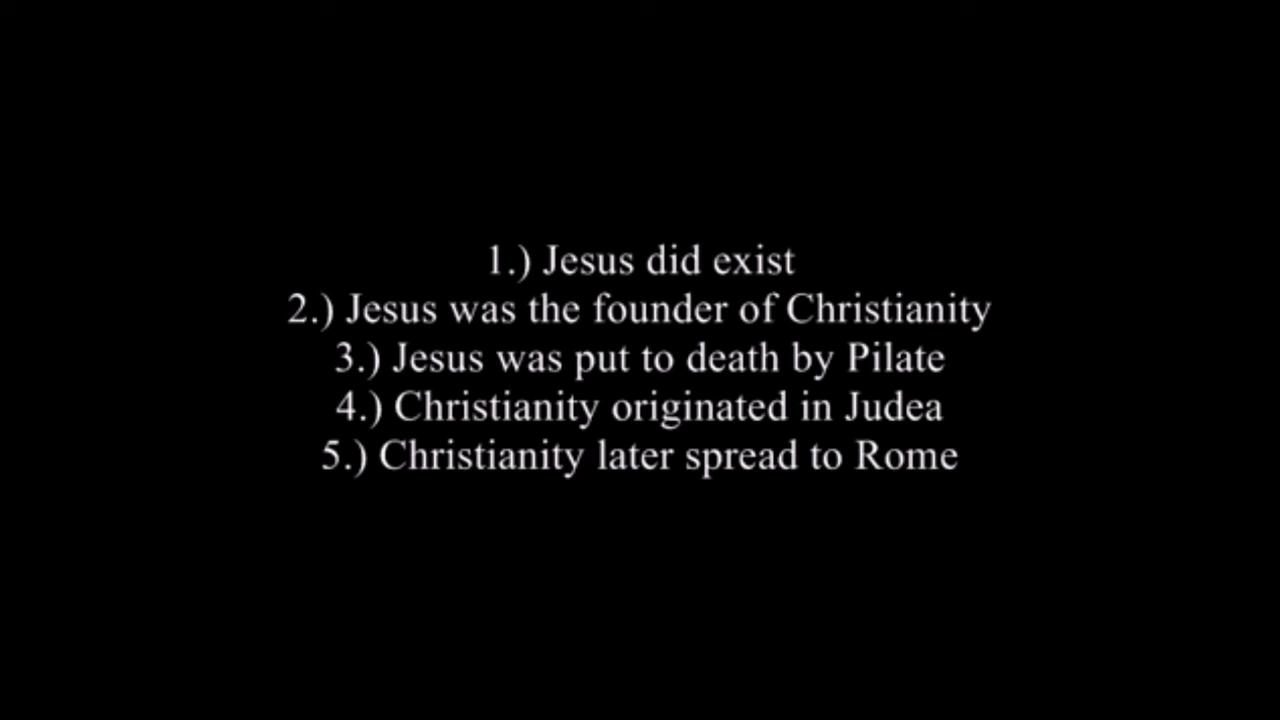 1.) Jesus did exist
2.) Jesus was the founder of Christianity
3.) Jesus was put to death by Pilate
4.) Christianity originated in Judea
5.) Christianity later spread to Rome